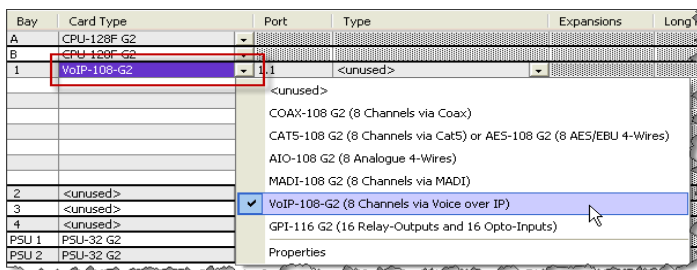 Bay Card Type Port Type Expansions Long
A CPU-128F G2
B CPU-128F G2
1 VoIP-108-G2 1.1 <unused>
<unused>
COAX-108 G2 (8 Channels via Coax)
CAT5-108 G2 (8 Channels via Cat5) or AES-108 G2 (8 AES/EBU 4-Wires)
AIO-108 G2 (8 Analogue 4-Wires)
MADI-108 G2 (8 Channels via MADI)
2 <unused>
3 <unused> VoIP-108-G2 (8 Channels via Voice over IP)
4 <unused> GPI-116 G2 (16 Relay-Outputs and 16 Opto-Inputs)
PSU 1 PSU-32 G2
PSU 2 PSU-32 G2 Properties